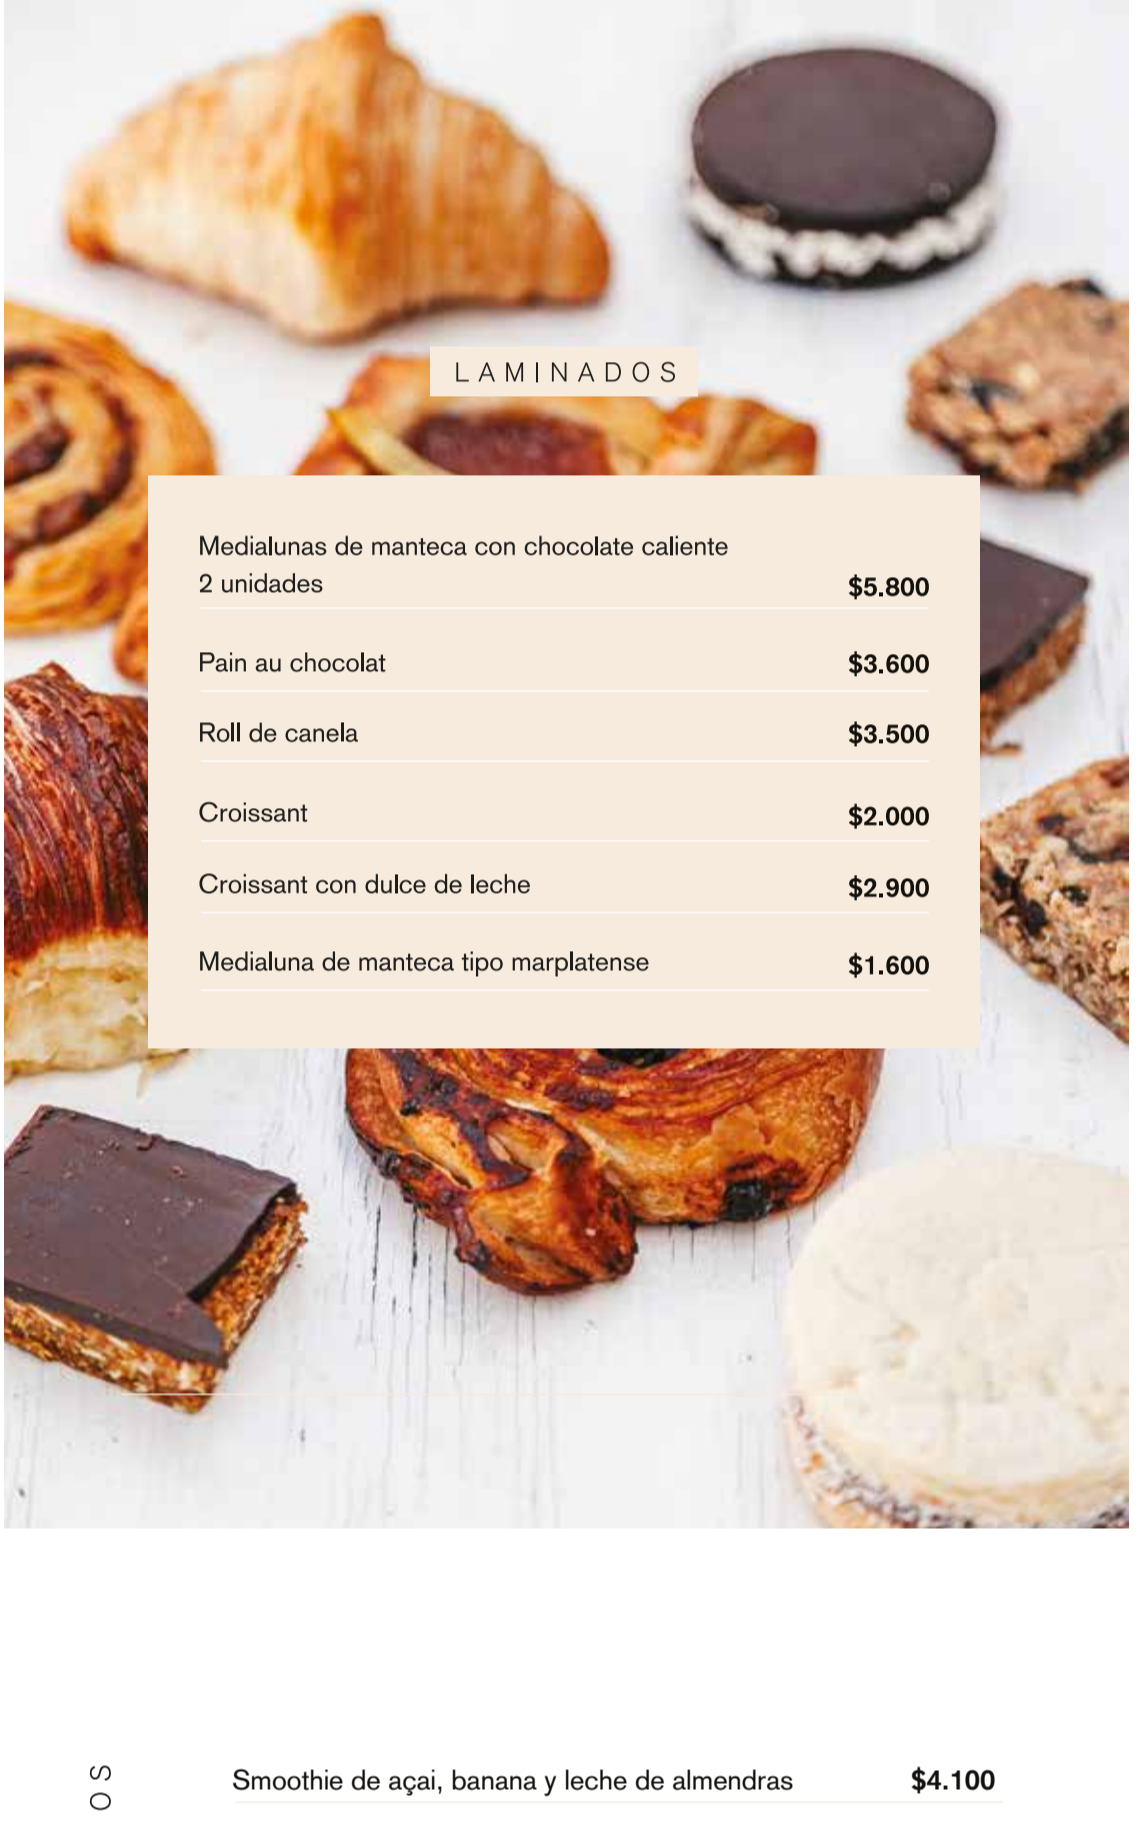 LAMINADOS
Medialunas de manteca con chocolate caliente
2 unidades $5.800
Pain au chocolat $3.600
Roll de canela $3.500
Croissant $2.000
Croissant con dulce de leche $2.900
Medialuna de manteca tipo marplatense $1.600
OS
Smoothie de açai, banana y leche de almendras $4.100